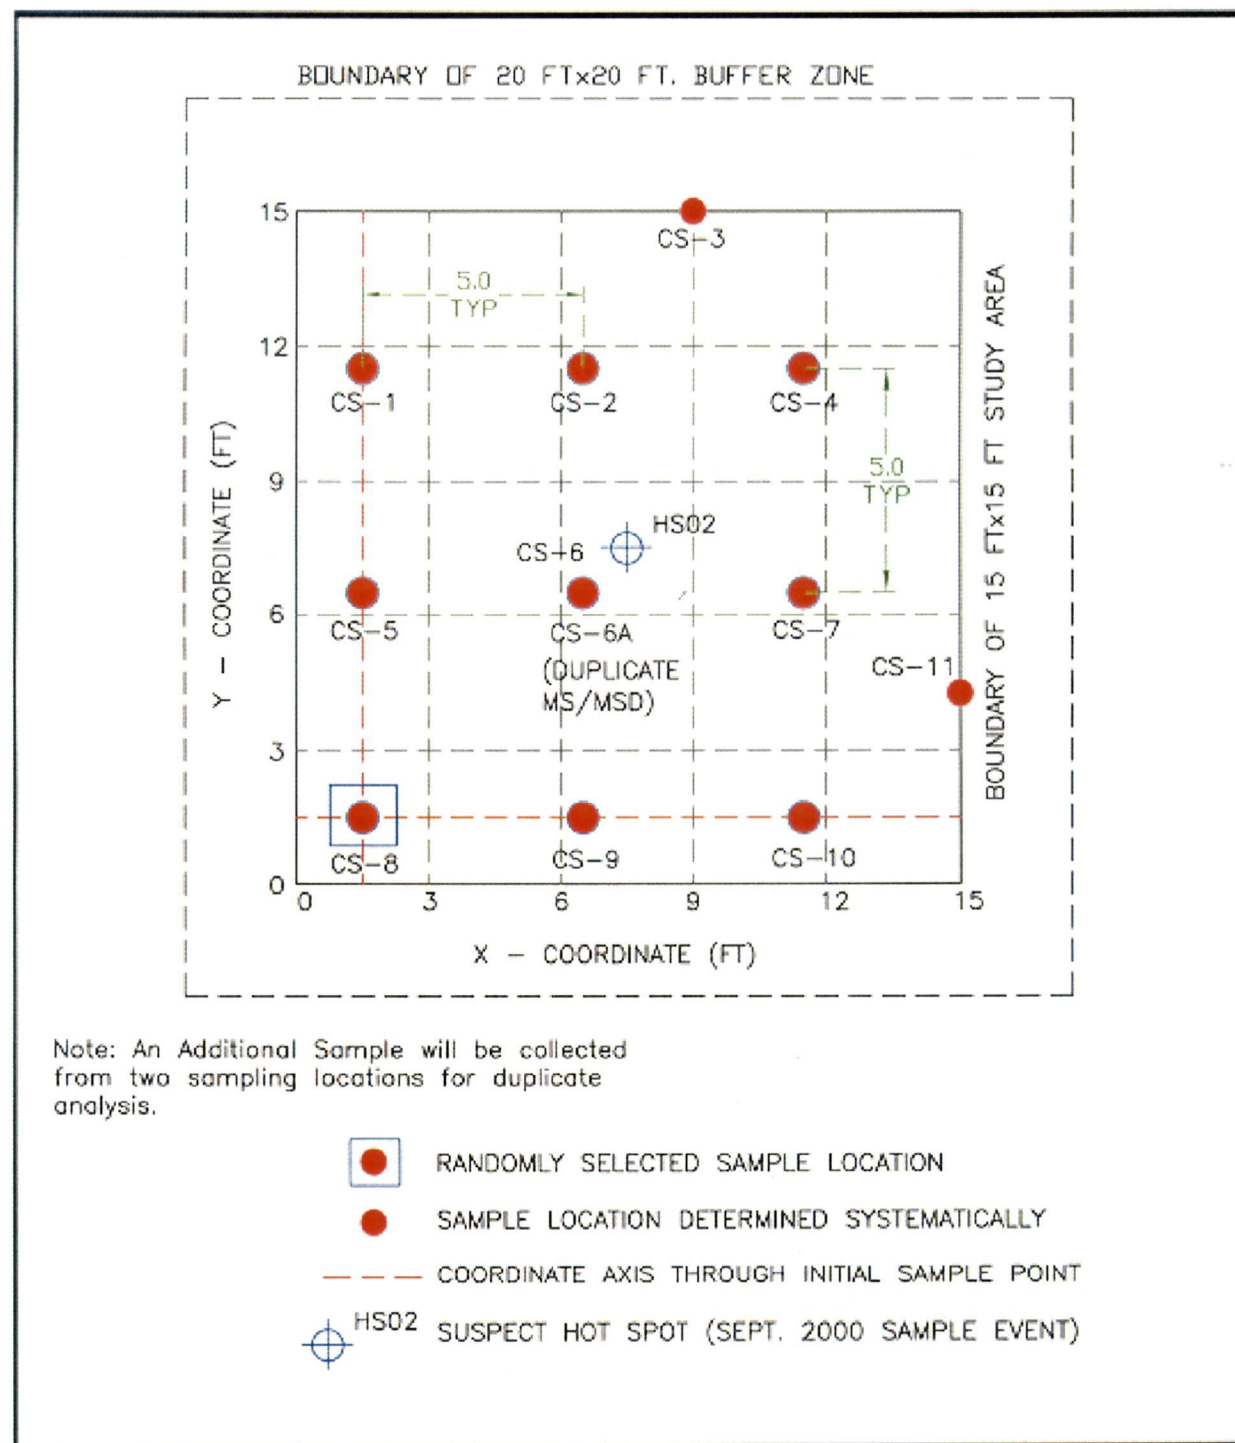 BOUNDARY OF 20 FTx20 FT. BUFFER ZONE
15
CS-3
5.0
TYP
12
CS-1
CS-2
CS-4
BOUNDARY OF 15 FTx15 FT STUDY AREA
Y - COORDINATE (FT)
9
5.0
TYP
HS02
CS-6
6
CS-5
CS-6A
CS-7
(DUPLICATE
MS/MSD)
CS-11
3
CS-8
CS-9
CS-10
0
0 3 6 9 12 15
X - COORDINATE (FT)
Note: An Additional Sample will be collected
from two sampling locations for duplicate
analysis.
RANDOMLY SELECTED SAMPLE LOCATION
SAMPLE LOCATION DETERMINED SYSTEMATICALLY
COORDINATE AXIS THROUGH INITIAL SAMPLE POINT
HS02 SUSPECT HOT SPOT (SEPT. 2000 SAMPLE EVENT)